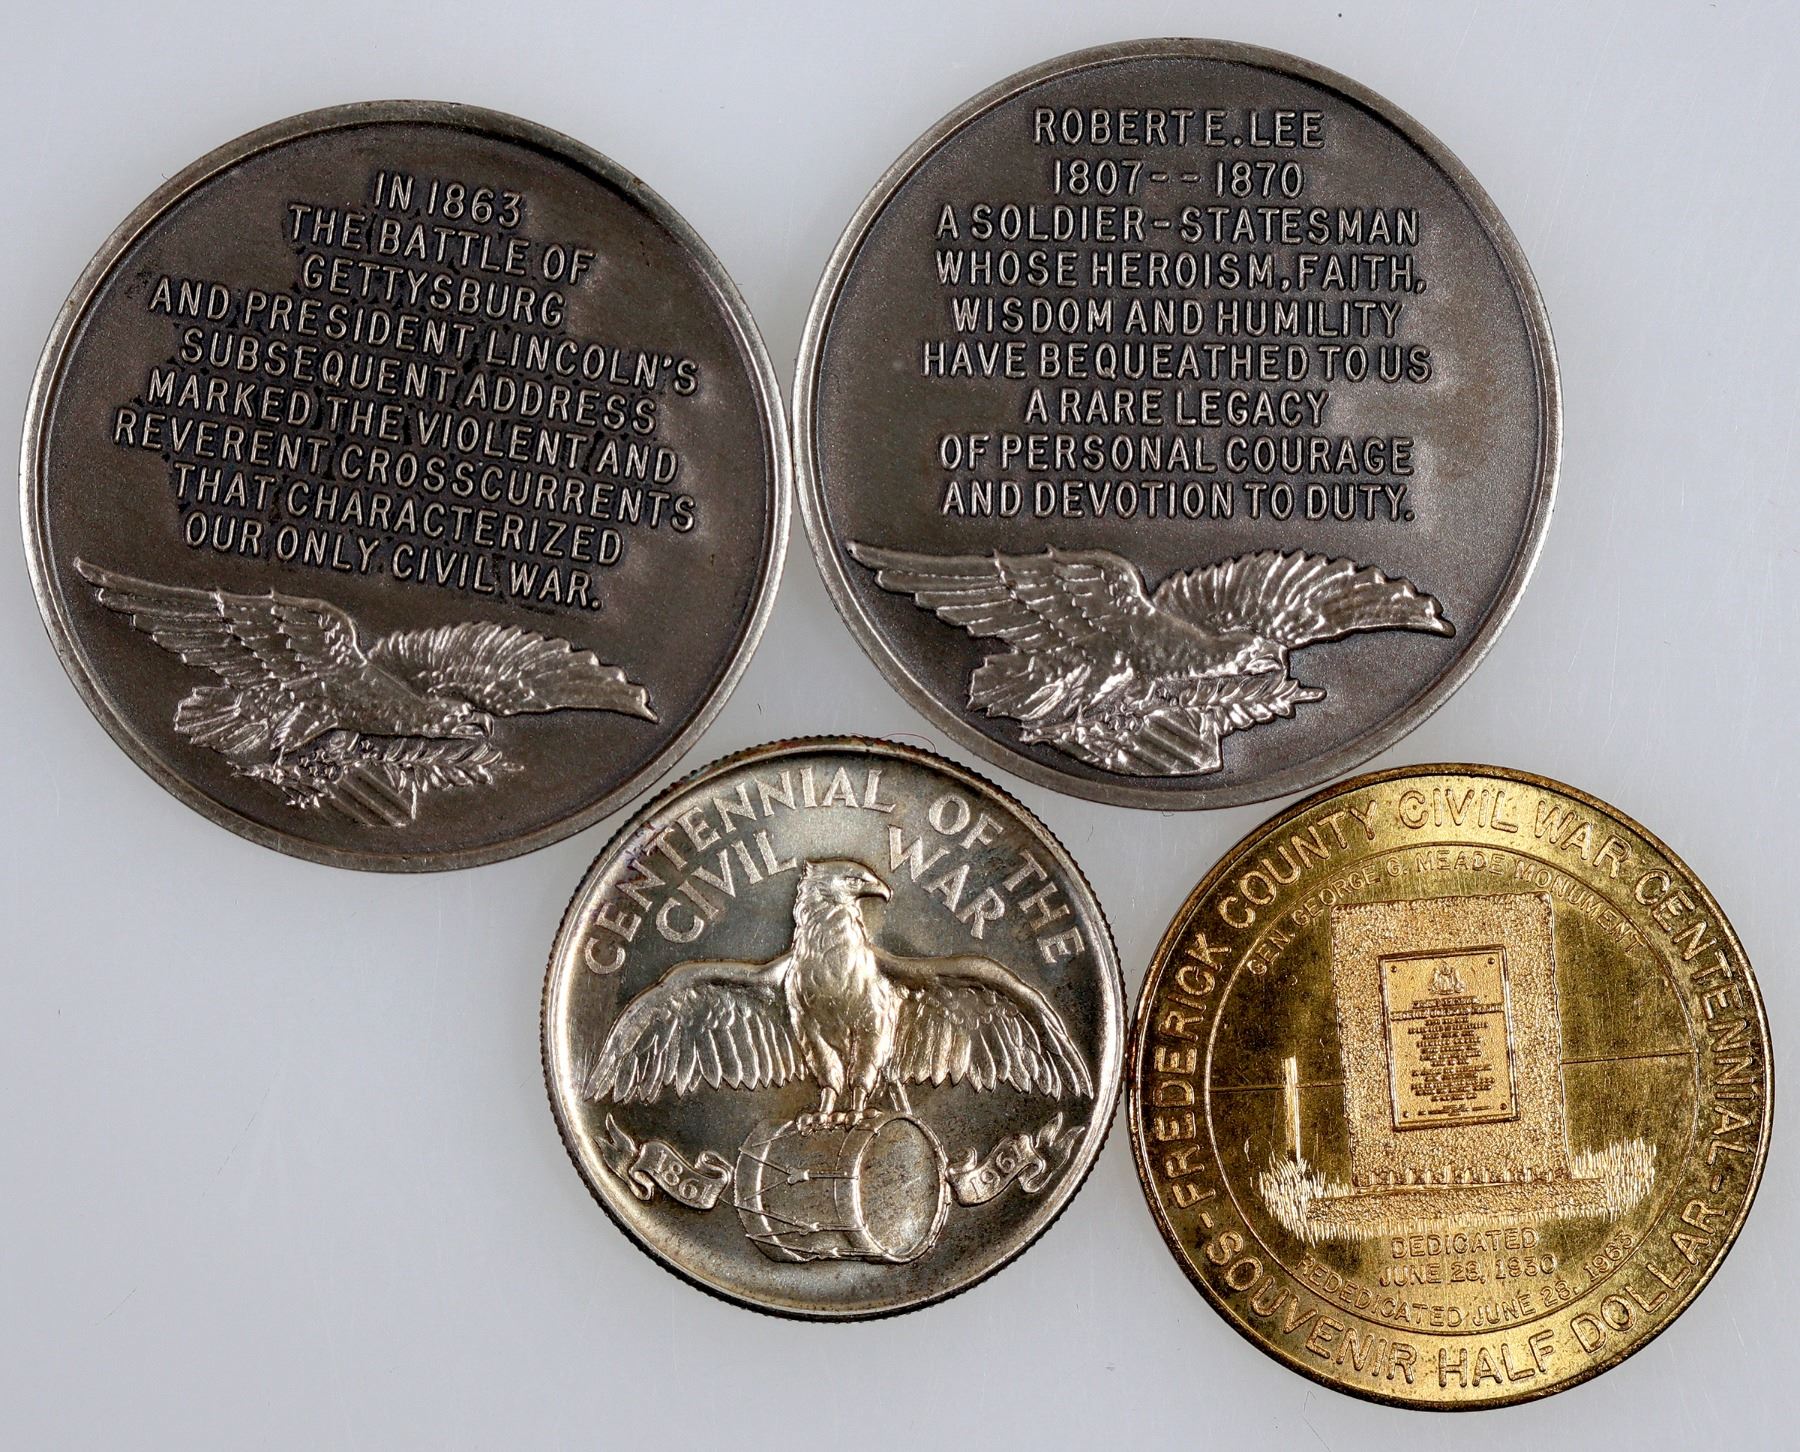 IN 1863
THE BATTLE OF
GETTYSBURG
AND PRESIDENT LINCOLN'S
SUBSEQUENT ADDRESS
MARKED THE VIOLENT AND
REVERENT CROSSCURRENTS
THAT CHARACTERIZED
OUR ONLY CIVIL WAR.
ROBERT E. LEE
1807--1870
A SOLDIER-STATESMAN
WHOSE HEROISM, FAITH,
WISDOM AND HUMILITY
HAVE BEQUEATHED TO US
A RARE LEGACY
OF PERSONAL COURAGE
AND DEVOTION TO DUTY.
CENTENNIAL OF THE
CIVIL WAR
1861 1961
FREDERICK COUNTY CIVIL WAR CENTENNIAL-
GEN. GEORGE G. MEADE MONUMENT
DEDICATED
JUNE 28, 1930
REDEDICATED JUNE 28, 1963
-SOUVENIR HALF DOLLAR-